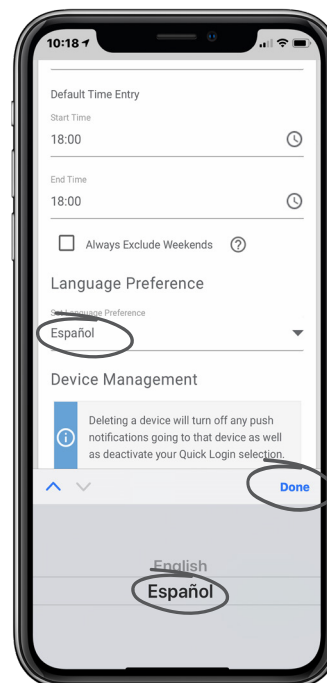 10:18
Default Time Entry
Start Time
18:00
End Time
18:00
Always Exclude Weekends ?
Language Preference
Set Language Preference
Español
Device Management
Deleting a device will turn off any push
notifications going to that device as well
as deactivate your Quick Login selection.
Done
English
Español